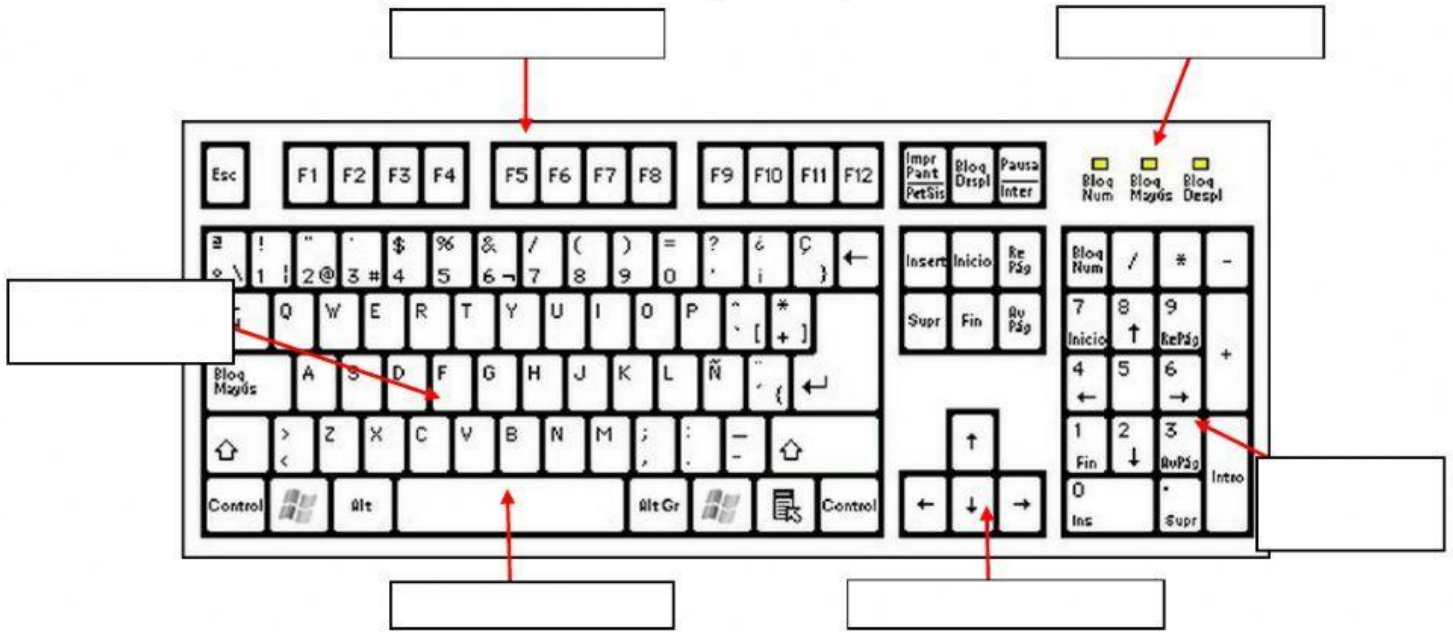 Esc F1 F2 F3 F4 F5 F6 F7 F8 F9 F10 F11 F12
Impr Pant PetSis
Bloq Despl
Pausa Inter
Bloq Num
Bloq Mayús
Bloq Despl
ª º \
! 1 |
" 2 @
· 3 #
$ 4
% 5
& 6 ¬
/ 7
( 8
) 9
= 0
? '
¿ ¡
Ç }
←
Insert Inicio Re Pág
Bloq Num / * -
Q W E R T Y U I O P
^ ` [
* + ]
Supr Fin Av Pág
7 Inicio
8 ↑
9 RePág
+
Bloq Mayús
A S D F G H J K L Ñ
¨ ´ {
↵
4 ←
5
6 →
> <
Z X C V B N M
; ,
: .
_ -
↑
1 Fin
2 ↓
3 AvPág
Intro
Control Alt Alt Gr Control
← ↓ →
0 Ins
. Supr